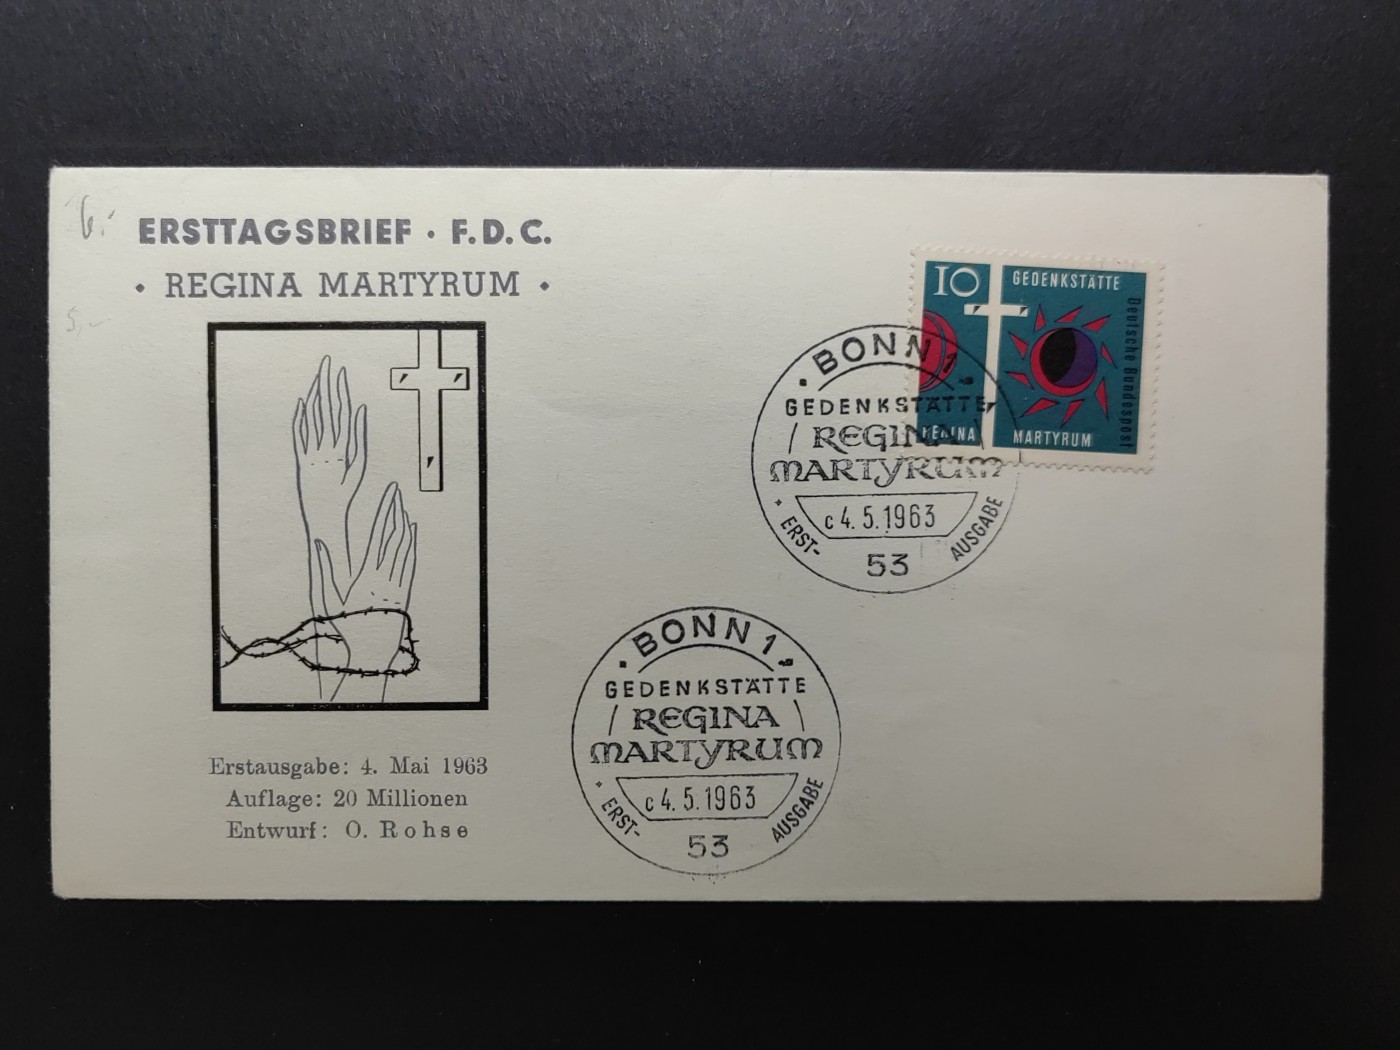 6.-
ERSTTAGSBRIEF · F.D.C.
· REGINA MARTYRUM ·
5,-
Erstausgabe: 4. Mai 1963
Auflage: 20 Millionen
Entwurf: O. Rohse
10
GEDENKSTÄTTE
Deutsche Bundespost
REGINA MARTYRUM
BONN 1
GEDENKSTÄTTE
REGINA
MARTYRUM
c 4.5.1963
ERST-
AUSGABE
53
BONN 1
GEDENKSTÄTTE
REGINA
MARTYRUM
c 4.5.1963
ERST-
AUSGABE
53